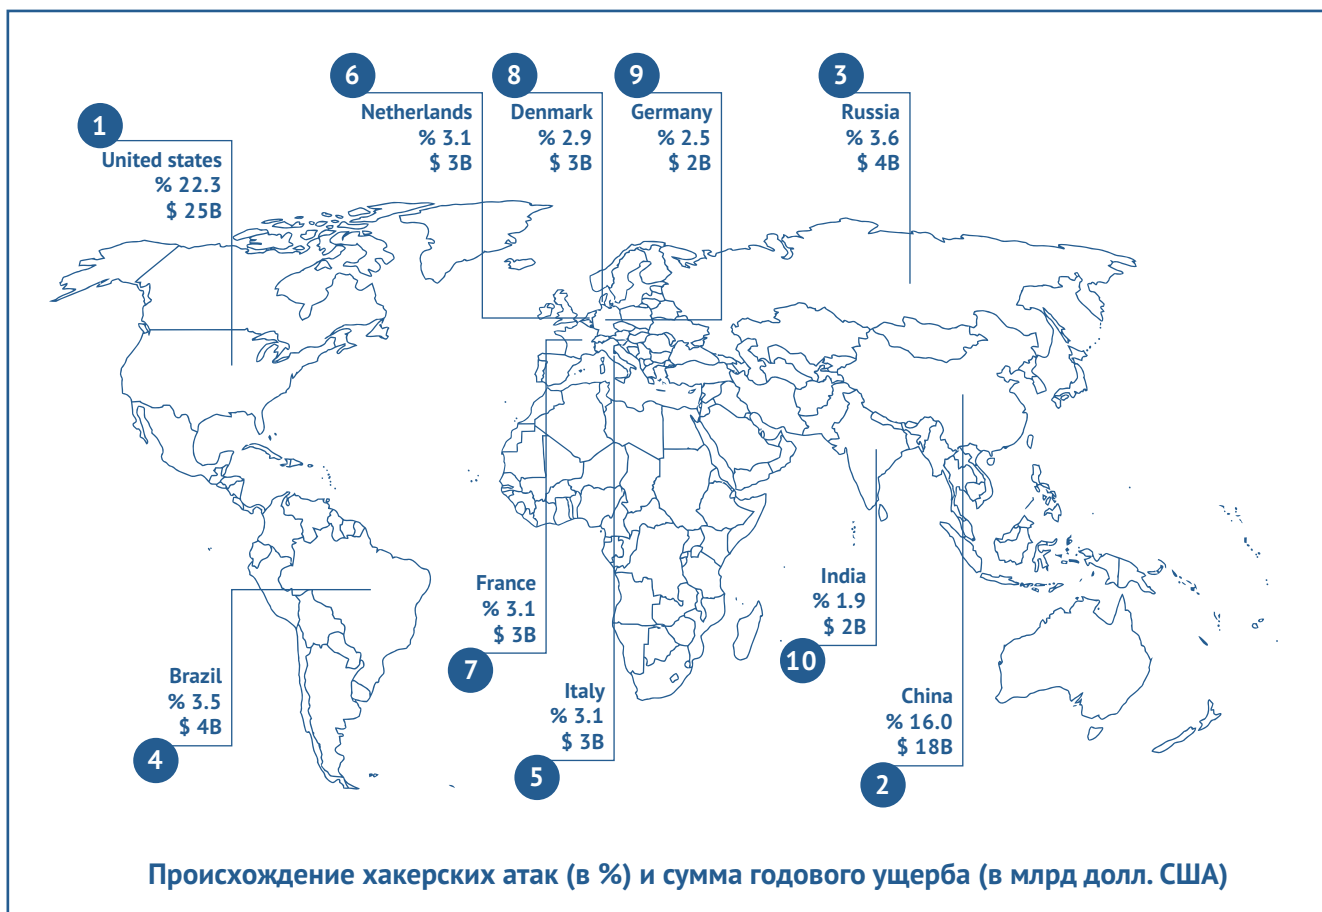 1
United states
% 22.3
$ 25B
6
Netherlands
% 3.1
$ 3B
8
Denmark
% 2.9
$ 3B
9
Germany
% 2.5
$ 2B
3
Russia
% 3.6
$ 4B
Brazil
% 3.5
$ 4B
4
France
% 3.1
$ 3B
7
Italy
% 3.1
$ 3B
5
India
% 1.9
$ 2B
10
China
% 16.0
$ 18B
2
Происхождение хакерских атак (в %) и сумма годового ущерба (в млрд долл. США)